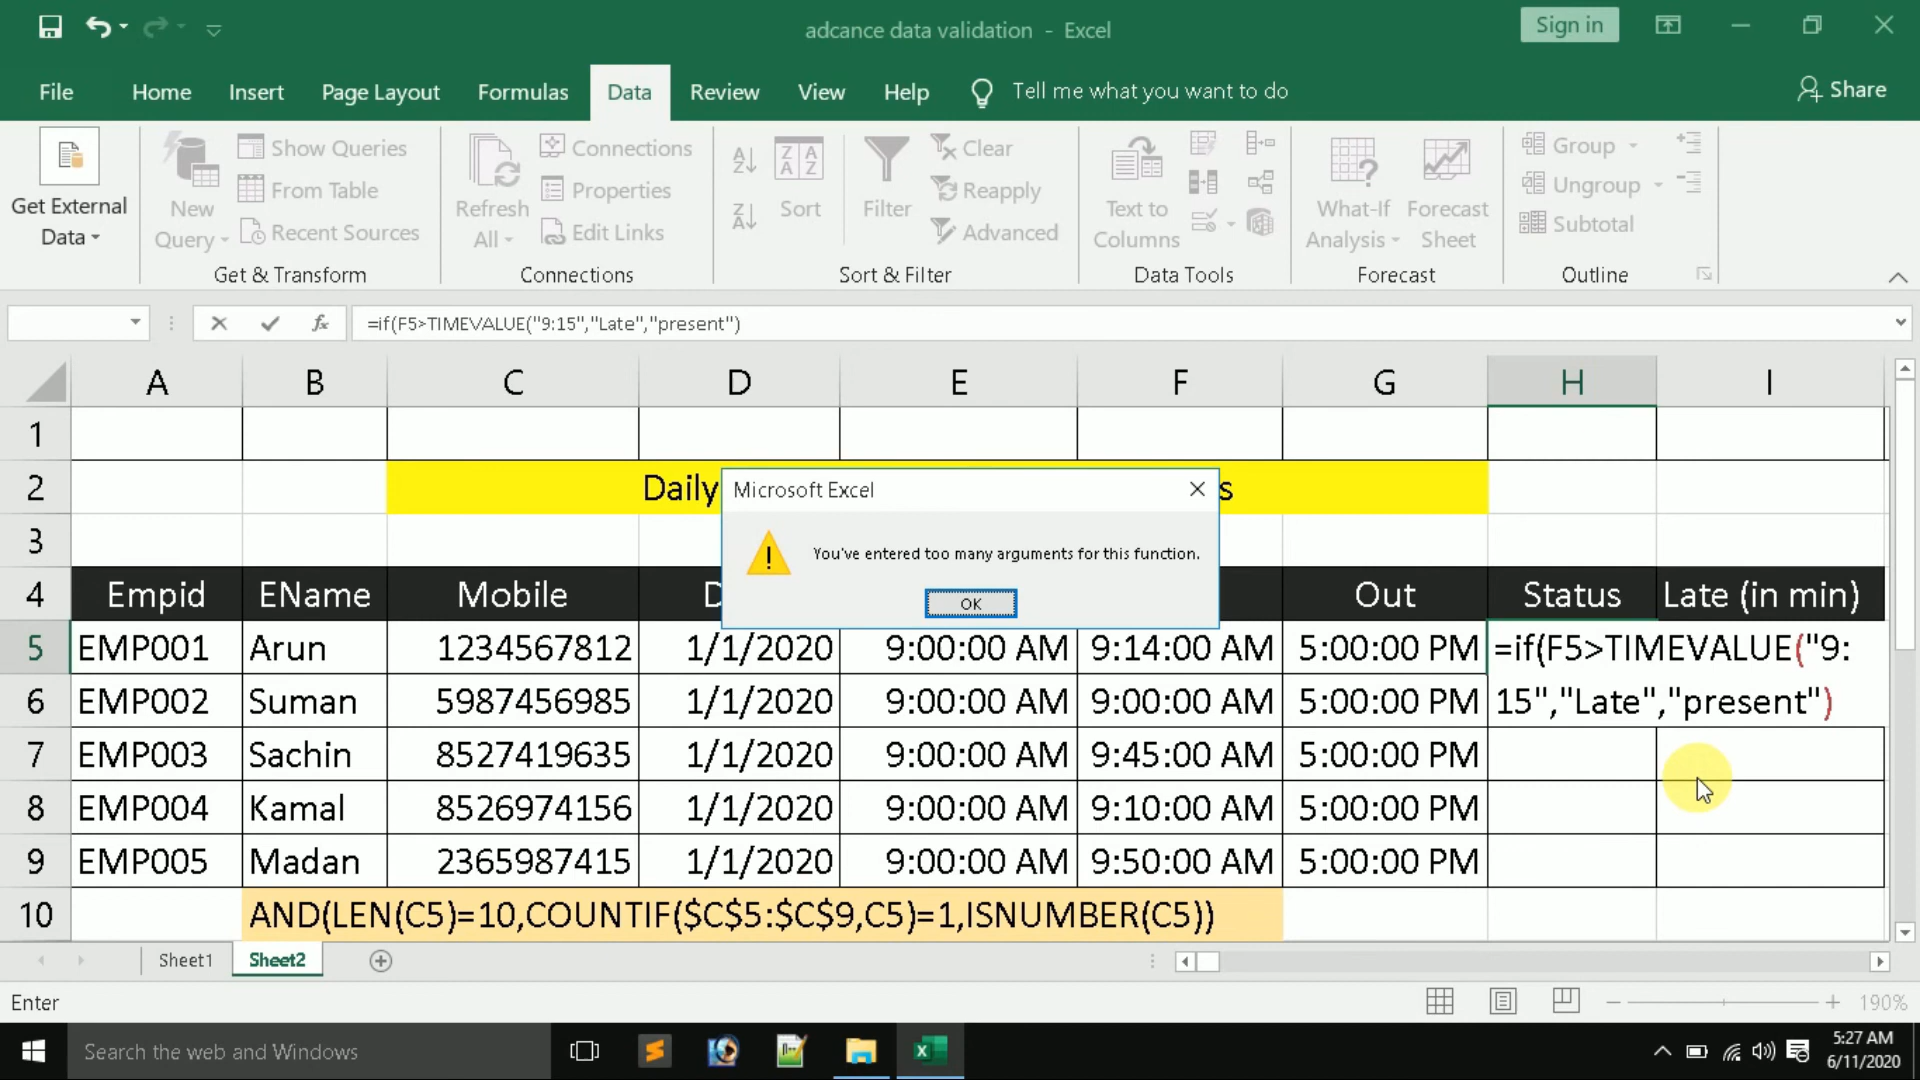 adcance data validation - Excel
Sign in
File Home Insert Page Layout Formulas Data Review View Help Tell me what you want to do Share
Get External Data
New Query
Show Queries
From Table
Recent Sources
Get & Transform
Refresh All
Connections
Properties
Edit Links
Connections
Sort
Filter
Clear
Reapply
Advanced
Sort & Filter
Text to Columns
Data Tools
What-If Analysis
Forecast Sheet
Forecast
Group
Ungroup
Subtotal
Outline
=if(F5>TIMEVALUE("9:15","Late","present")
A B C D E F G H I
1
2 Daily s
3
4 Empid EName Mobile D Out Status Late (in min)
5 EMP001 Arun 1234567812 1/1/2020 9:00:00 AM 9:14:00 AM 5:00:00 PM =if(F5>TIMEVALUE("9:
6 EMP002 Suman 5987456985 1/1/2020 9:00:00 AM 9:00:00 AM 5:00:00 PM 15","Late","present")
7 EMP003 Sachin 8527419635 1/1/2020 9:00:00 AM 9:45:00 AM 5:00:00 PM
8 EMP004 Kamal 8526974156 1/1/2020 9:00:00 AM 9:10:00 AM 5:00:00 PM
9 EMP005 Madan 2365987415 1/1/2020 9:00:00 AM 9:50:00 AM 5:00:00 PM
10 AND(LEN(C5)=10,COUNTIF($C$5:$C$9,C5)=1,ISNUMBER(C5))
Microsoft Excel
You've entered too many arguments for this function.
OK
Sheet1 Sheet2
Enter
190%
Search the web and Windows
5:27 AM
6/11/2020